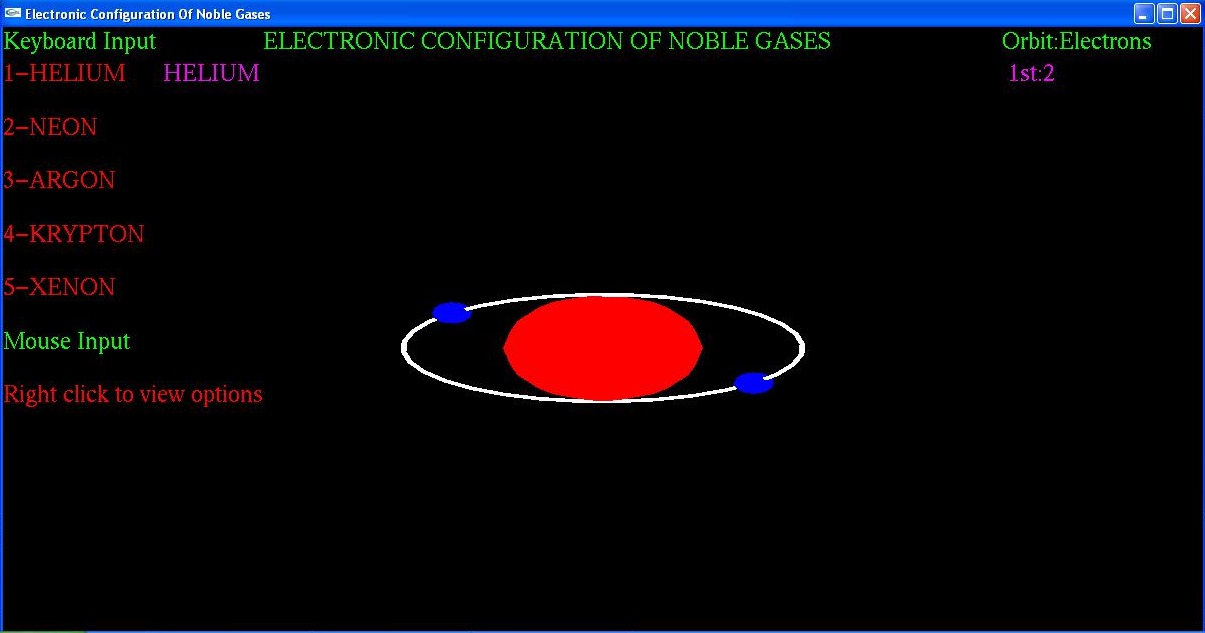 Electronic Configuration Of Noble Gases
Keyboard Input ELECTRONIC CONFIGURATION OF NOBLE GASES Orbit:Electrons
1-HELIUM HELIUM 1st:2
2-NEON
3-ARGON
4-KRYPTON
5-XENON
Mouse Input
Right click to view options